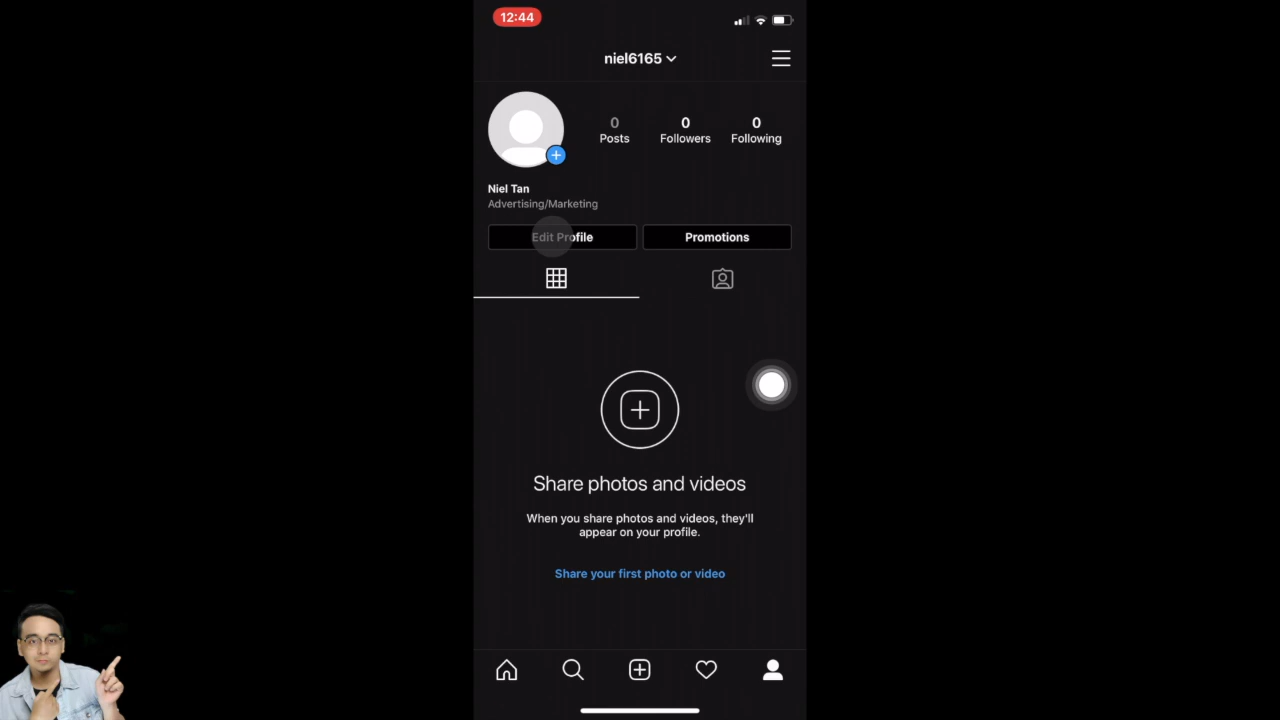 12:44
niel6165
0 0 0
Posts Followers Following
Niel Tan
Advertising/Marketing
Edit Profile Promotions
Share photos and videos
When you share photos and videos, they'll
appear on your profile.
Share your first photo or video